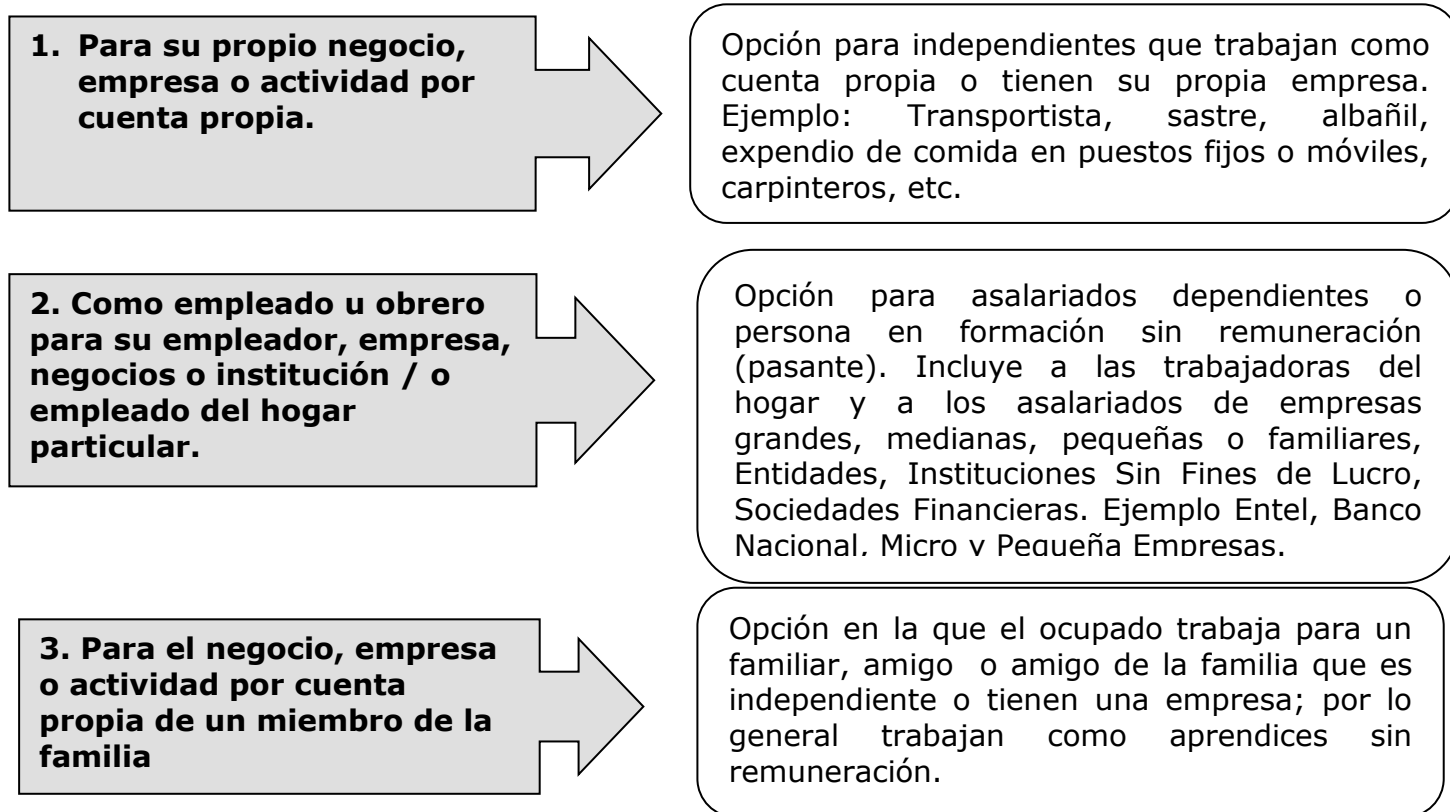 1. Para su propio negocio,
empresa o actividad por
cuenta propia.
Opción para independientes que trabajan como
cuenta propia o tienen su propia empresa.
Ejemplo: Transportista, sastre, albañil,
expendio de comida en puestos fijos o móviles,
carpinteros, etc.
2. Como empleado u obrero
para su empleador, empresa,
negocios o institución / o
empleado del hogar
particular.
Opción para asalariados dependientes o
persona en formación sin remuneración
(pasante). Incluye a las trabajadoras del
hogar y a los asalariados de empresas
grandes, medianas, pequeñas o familiares,
Entidades, Instituciones Sin Fines de Lucro,
Sociedades Financieras. Ejemplo Entel, Banco
Nacional, Micro y Pequeña Empresas.
3. Para el negocio, empresa
o actividad por cuenta
propia de un miembro de la
familia
Opción en la que el ocupado trabaja para un
familiar, amigo o amigo de la familia que es
independiente o tienen una empresa; por lo
general trabajan como aprendices sin
remuneración.